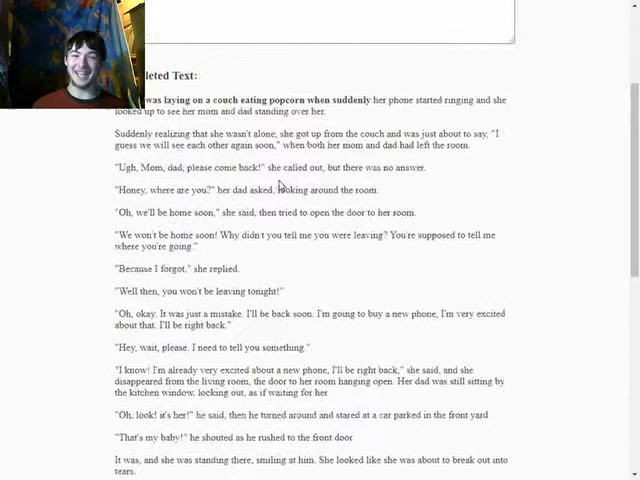 leted Text:
was laying on a couch eating popcorn when suddenly her phone started ringing and she
looked up to see her mom and dad standing over her.
Suddenly realizing that she wasn't alone, she got up from the couch and was just about to say, "I
guess we will see each other again soon," when both her mom and dad had left the room.
"Ugh, Mom, dad, please come back!" she called out, but there was no answer.
"Honey, where are you?" her dad asked, looking around the room.
"Oh, we'll be home soon," she said, then tried to open the door to her room.
"We won't be home soon! Why didn't you tell me you were leaving? You're supposed to tell me
where you're going."
"Because I forgot," she replied.
"Well then, you won't be leaving tonight!"
"Oh, okay. It was just a mistake. I'll be back soon. I'm going to buy a new phone, I'm very excited
about that. I'll be right back."
"Hey, wait, please. I need to tell you something."
"I know! I'm already very excited about a new phone, I'll be right back," she said, and she
disappeared from the living room, the door to her room hanging open. Her dad was still sitting by
the kitchen window, looking out, as if waiting for her
"Oh, look! it's her!" he said, then he turned around and stared at a car parked in the front yard
"That's my baby!" he shouted as he rushed to the front door
It was, and she was standing there, smiling at him. She looked like she was about to break out into
tears.